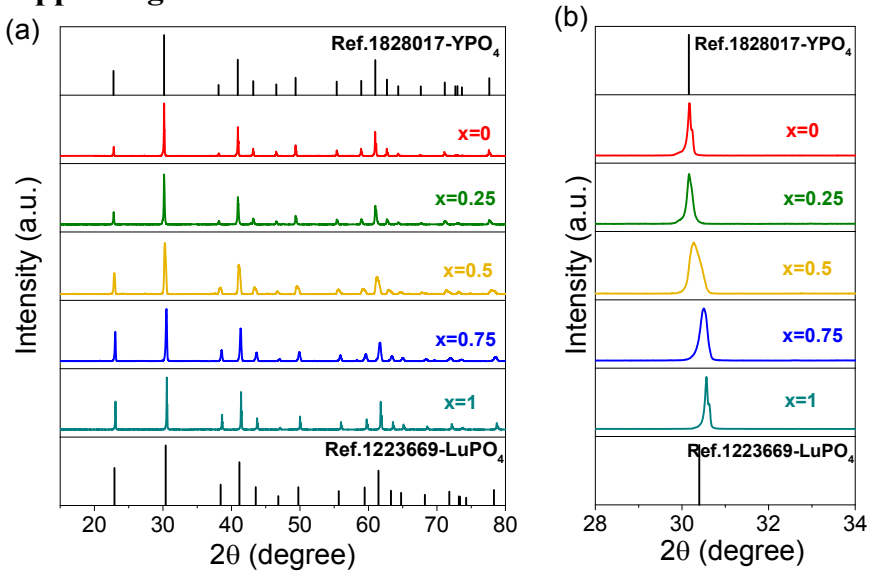 (a)
Ref.1828017-YPO4
x=0
x=0.25
x=0.5
x=0.75
x=1
Ref.1223669-LuPO4
Intensity (a.u.)
20 30 40 50 60 70 80
2θ (degree)
(b)
Ref.1828017-YPO4
x=0
x=0.25
x=0.5
x=0.75
x=1
Ref.1223669-LuPO4
Intensity (a.u.)
28 30 32 34
2θ (degree)